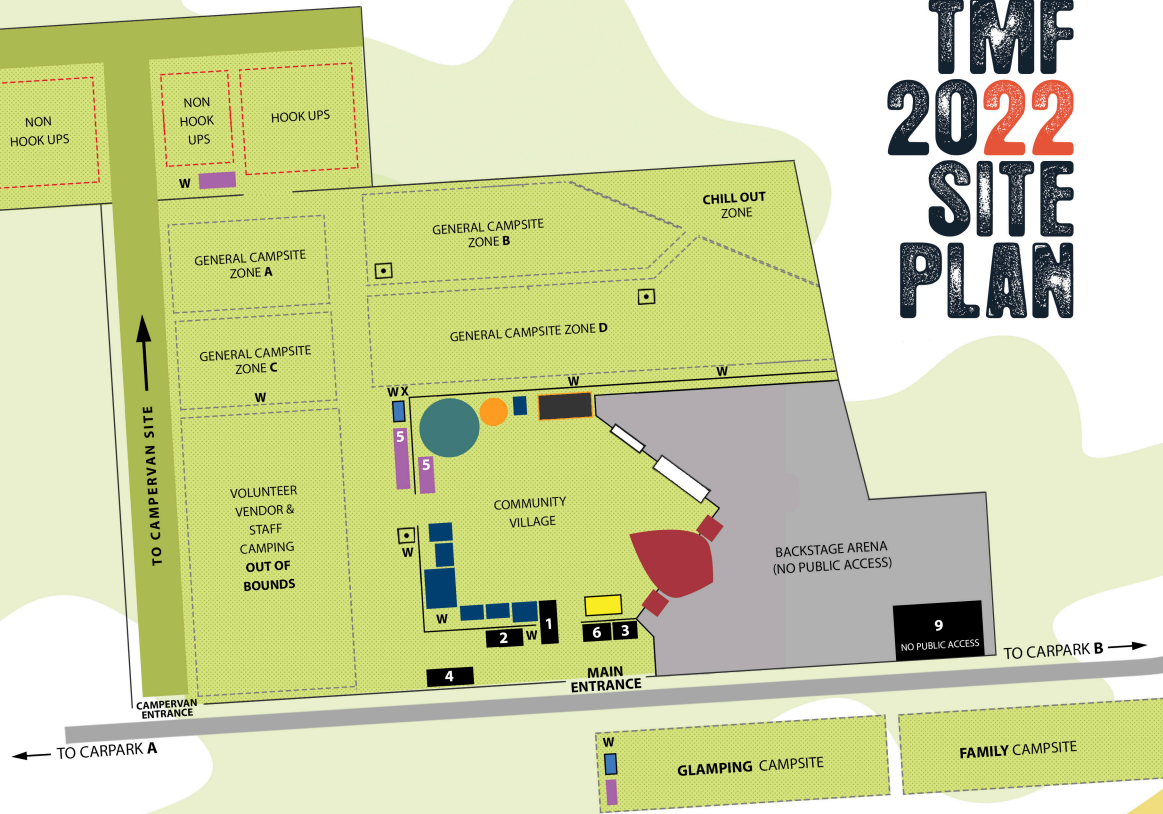 TMF
2022
SITE
PLAN
NON
HOOK UPS
NON
HOOK
UPS
HOOK UPS
W
CHILL OUT
ZONE
GENERAL CAMPSITE
ZONE B
GENERAL CAMPSITE
ZONE A
GENERAL CAMPSITE ZONE D
GENERAL CAMPSITE
ZONE C
W
W X
W
W
5
5
TO CAMPERVAN SITE
VOLUNTEER
VENDOR &
STAFF
CAMPING
OUT OF
BOUNDS
COMMUNITY
VILLAGE
W
BACKSTAGE ARENA
(NO PUBLIC ACCESS)
W
1
2
W
6
3
9
NO PUBLIC ACCESS
4
MAIN
ENTRANCE
TO CARPARK B
CAMPERVAN
ENTRANCE
TO CARPARK A
W
GLAMPING CAMPSITE
FAMILY CAMPSITE